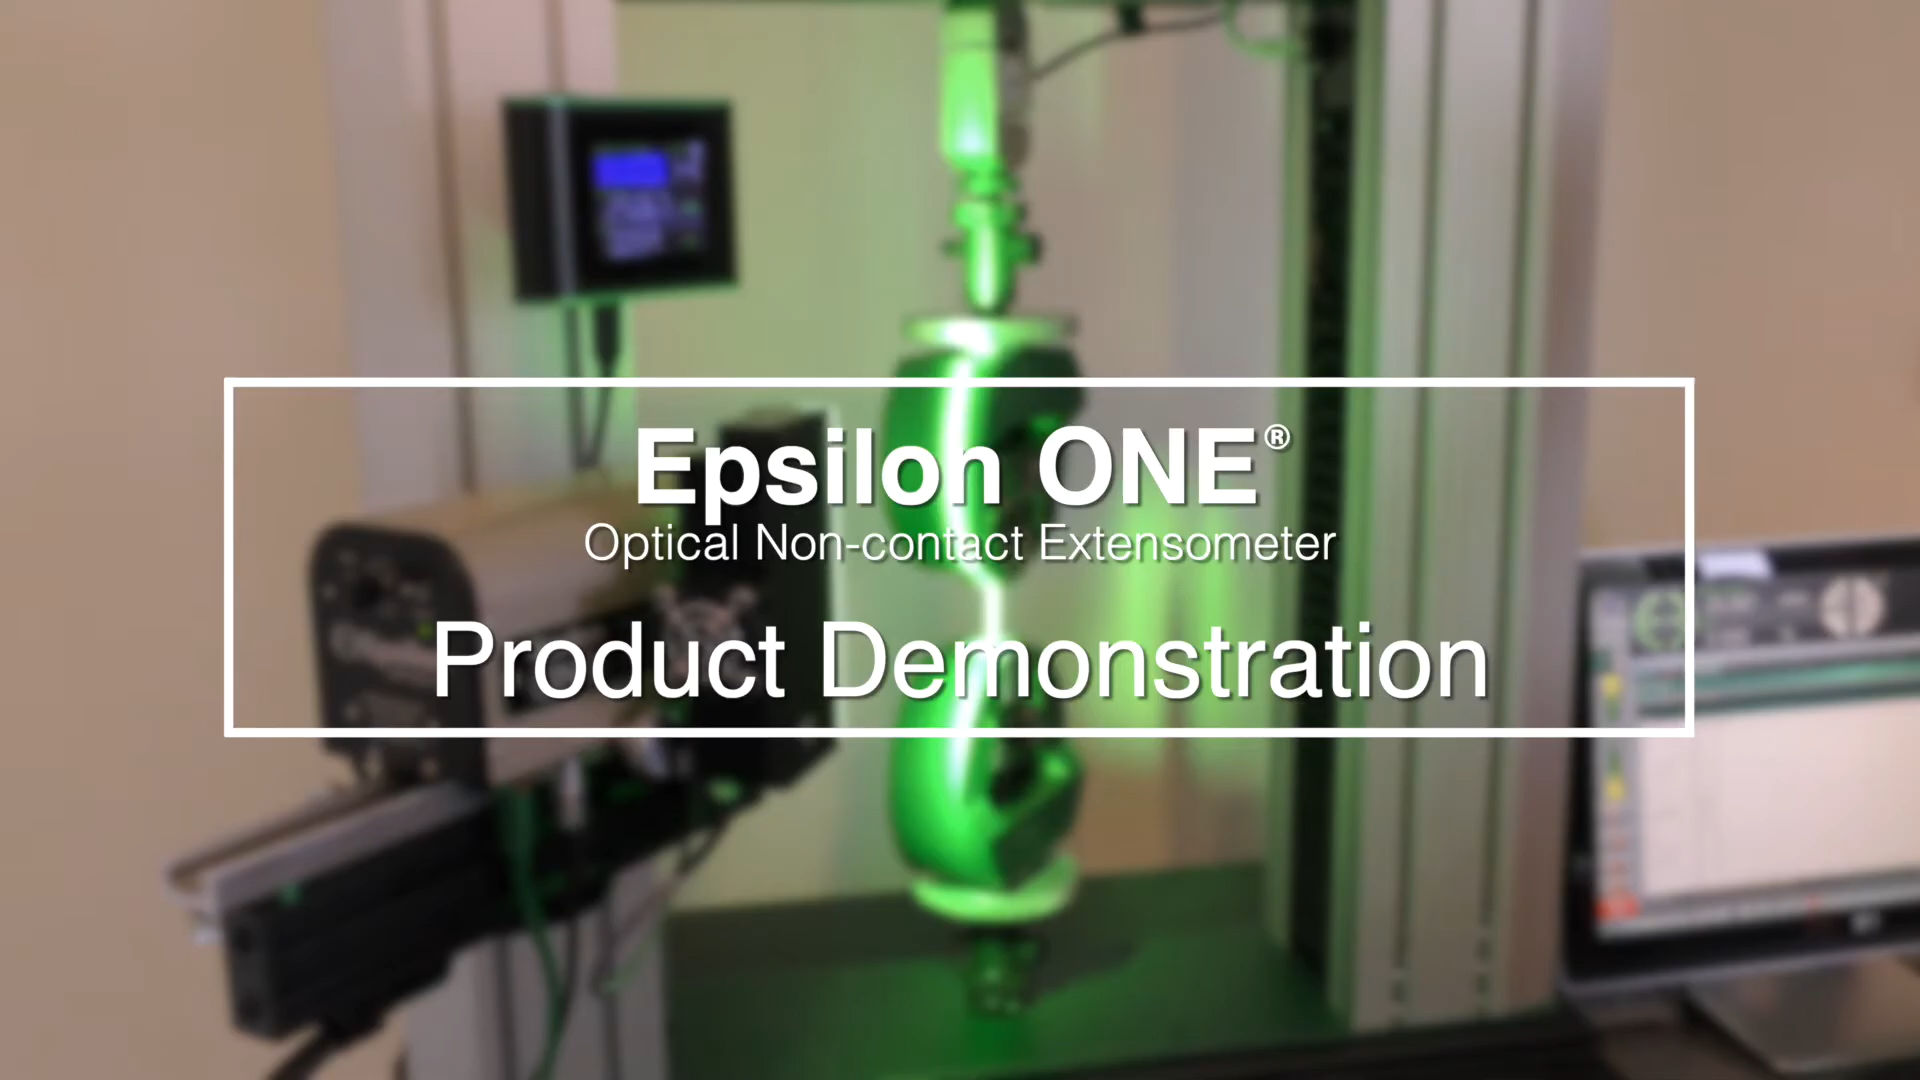 Epsilon ONE®
Optical Non-contact Extensometer
Product Demonstration